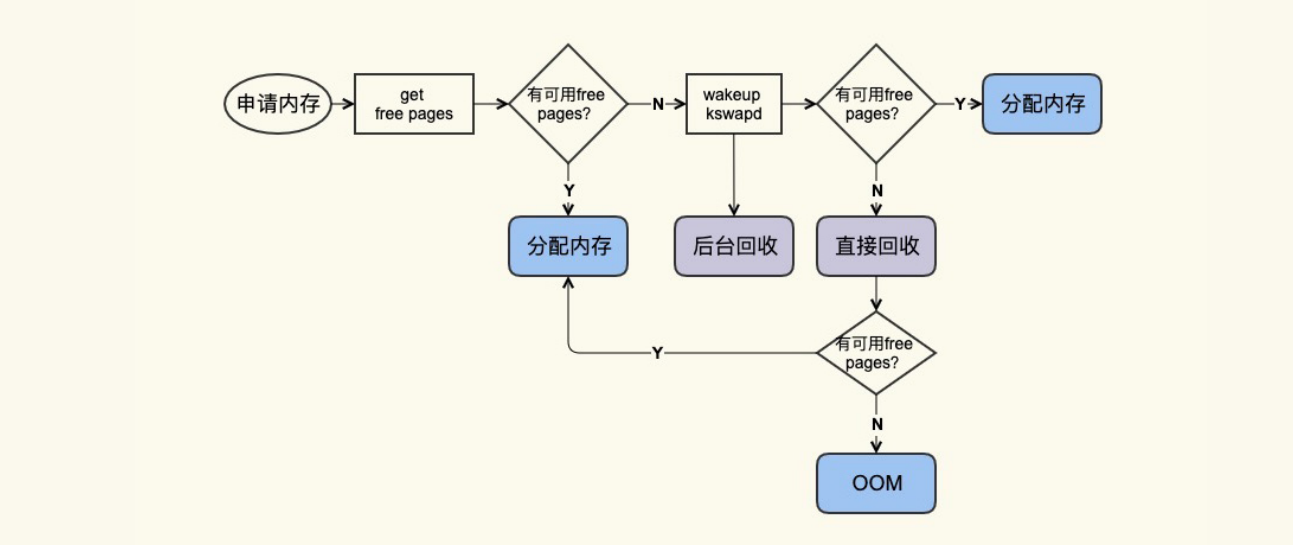 申请内存
get
free pages
有可用free
pages?
N
wakeup
kswapd
有可用free
pages?
Y
分配内存
Y
N
分配内存
后台回收
直接回收
Y
有可用free
pages?
N
OOM